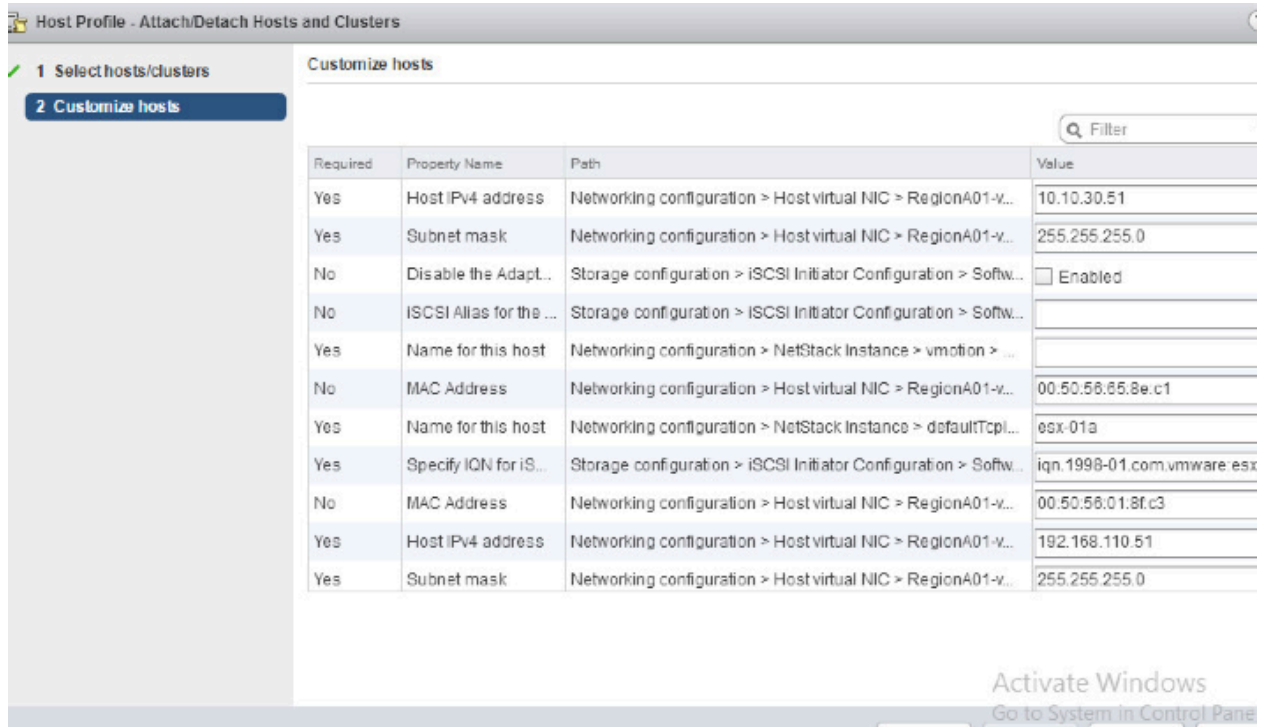 Host Profile - Attach/Detach Hosts and Clusters
1 Select hosts/clusters
2 Customize hosts
Customize hosts
Filter
Required Property Name Path Value
Yes Host IPv4 address Networking configuration > Host virtual NIC > RegionA01-v... 10.10.30.51
Yes Subnet mask Networking configuration > Host virtual NIC > RegionA01-v... 255.255.255.0
No Disable the Adapt... Storage configuration > iSCSI Initiator Configuration > Softw... Enabled
No iSCSI Alias for the ... Storage configuration > iSCSI Initiator Configuration > Softw...
Yes Name for this host Networking configuration > NetStack Instance > vmotion > ...
No MAC Address Networking configuration > Host virtual NIC > RegionA01-v... 00:50:56:65:8e:c1
Yes Name for this host Networking configuration > NetStack Instance > defaultTcpI... esx-01a
Yes Specify IQN for iS... Storage configuration > iSCSI Initiator Configuration > Softw... iqn.1998-01.com.vmware:esx
No MAC Address Networking configuration > Host virtual NIC > RegionA01-v... 00:50:56:01:8f:c3
Yes Host IPv4 address Networking configuration > Host virtual NIC > RegionA01-v... 192.168.110.51
Yes Subnet mask Networking configuration > Host virtual NIC > RegionA01-v... 255.255.255.0
Activate Windows
Go to System in Control Pane